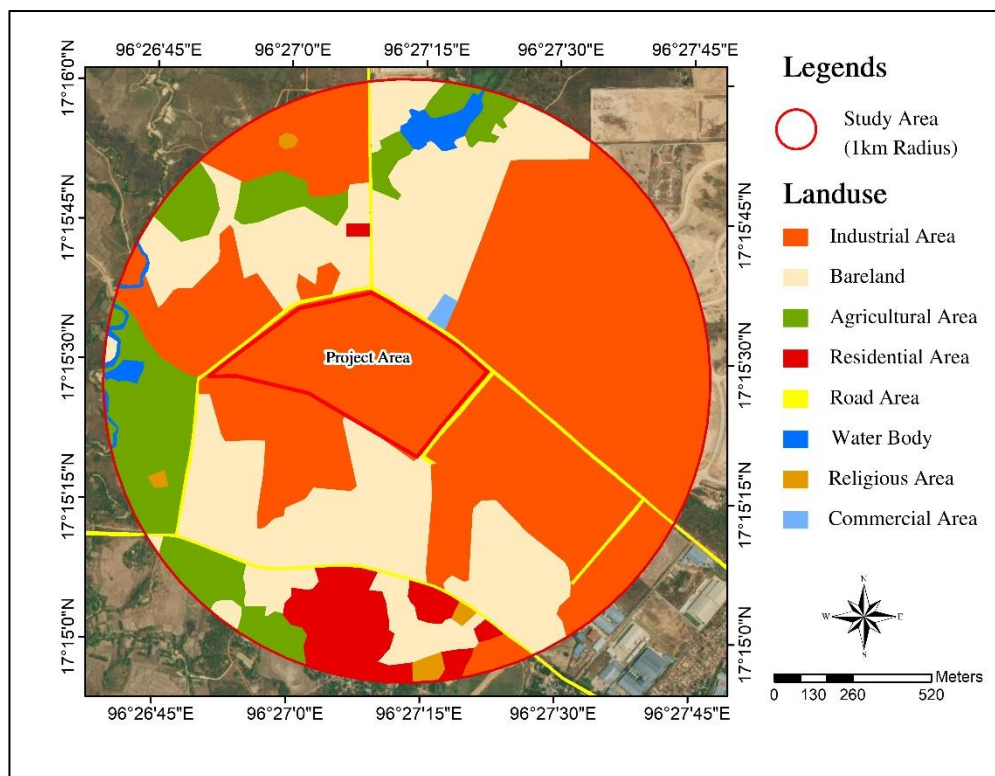 96°26'45"E 96°27'0"E 96°27'15"E 96°27'30"E 96°27'45"E
17°16'0"N
17°15'45"N
17°15'30"N
17°15'15"N
17°15'0"N
17°15'45"N
17°15'30"N
17°15'15"N
17°15'0"N
Project Area
96°26'45"E 96°27'0"E 96°27'15"E 96°27'30"E 96°27'45"E
Legends
Study Area
(1km Radius)
Landuse
Industrial Area
Bareland
Agricultural Area
Residential Area
Road Area
Water Body
Religious Area
Commercial Area
N
W E
S
Meters
0 130 260 520